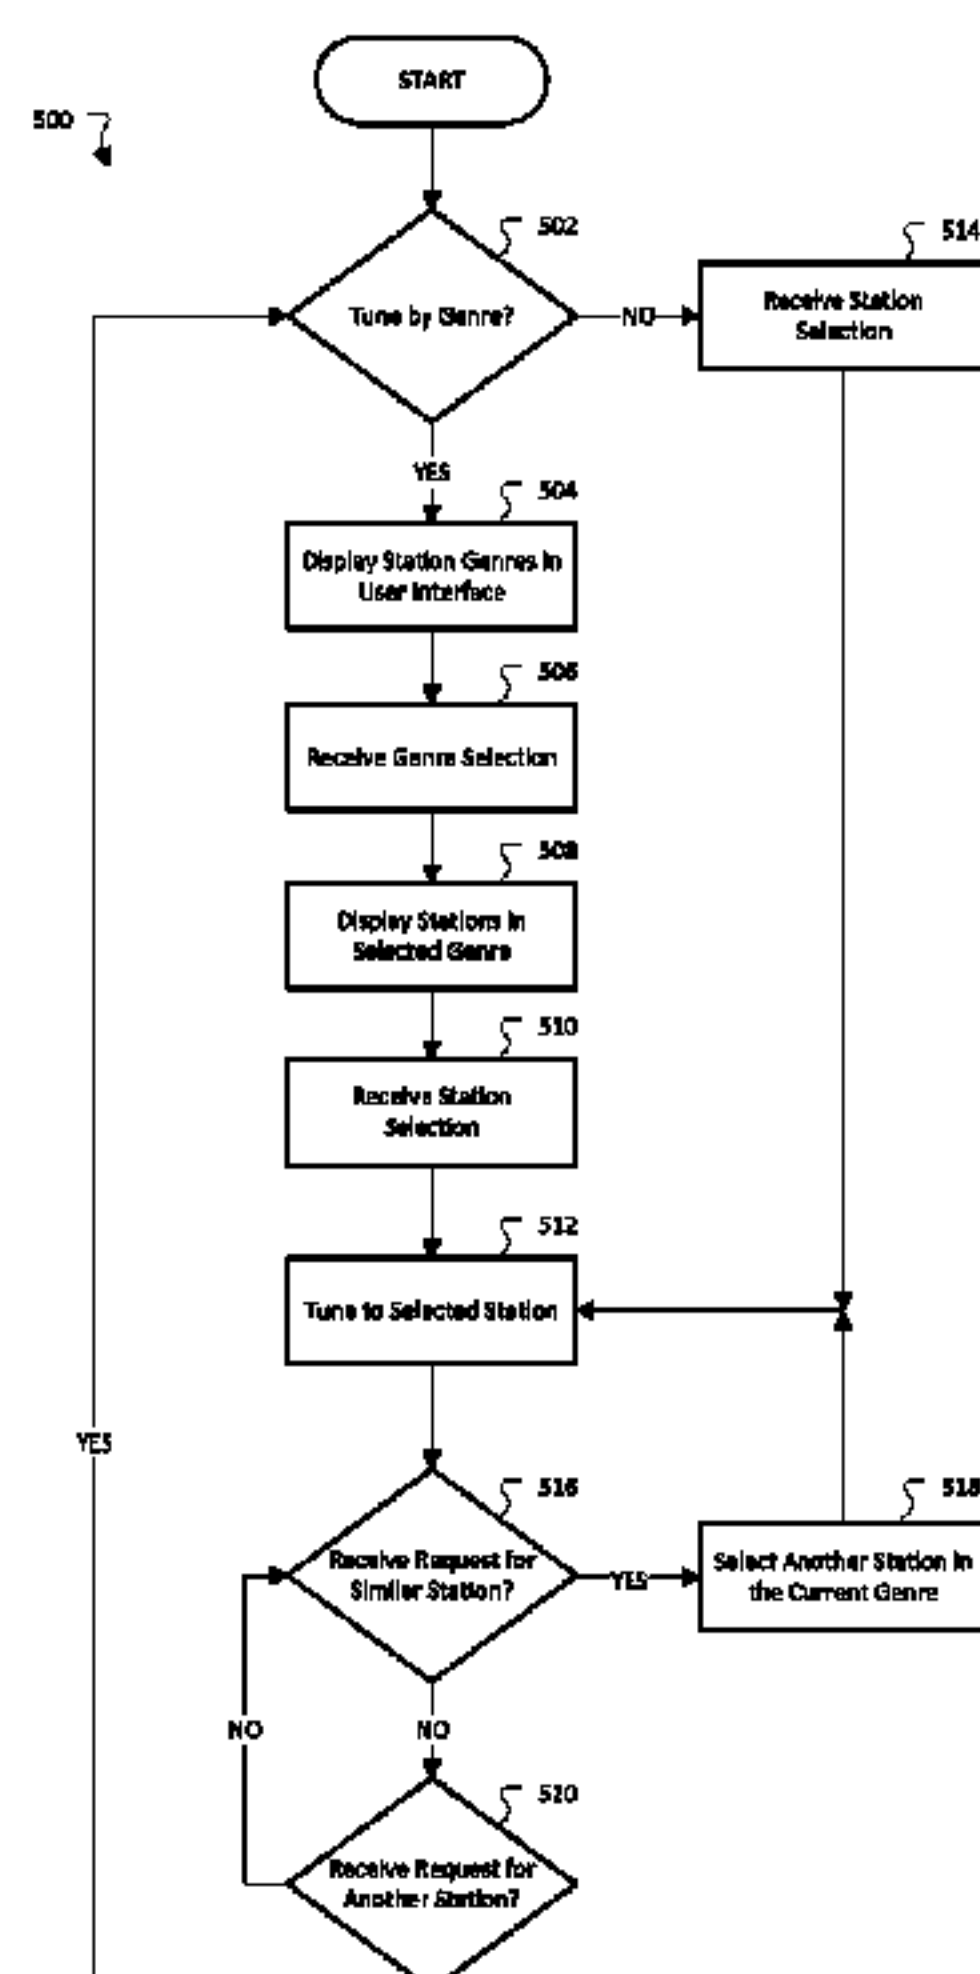 START
500
502
514
Tune by Genre?
NO
Receive Station
Selection
YES
504
Display Station Genres in
User Interface
506
Receive Genre Selection
508
Display Stations in
Selected Genre
510
Receive Station
Selection
512
Tune to Selected Station
YES
516
518
Receive Request for
Similar Station?
YES
Select Another Station in
the Current Genre
NO
NO
520
Receive Request for
Another Station?